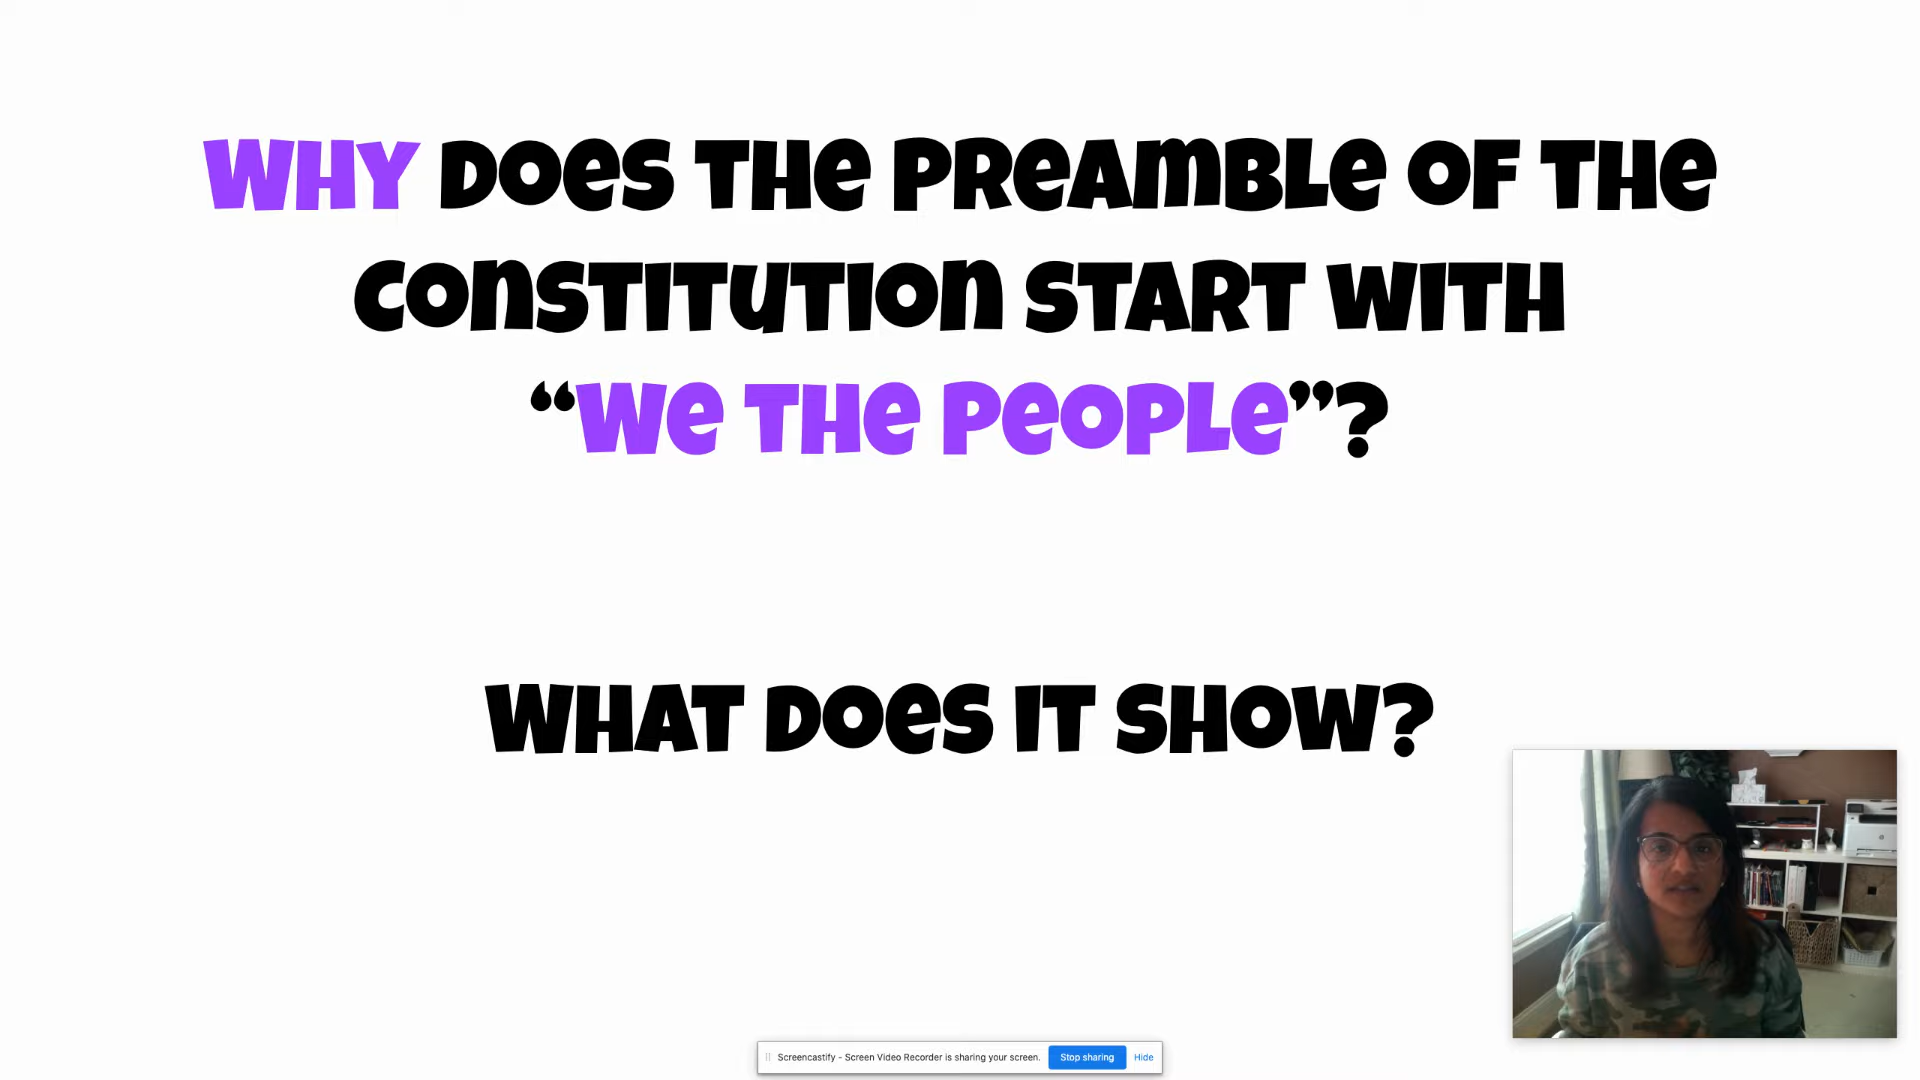 WHY DOES THE PREAMBLE OF THE
CONSTITUTION START WITH
“WE THE PEOPLE”?
WHAT DOES IT SHOW?
Screencastify - Screen Video Recorder is sharing your screen. Stop sharing Hide